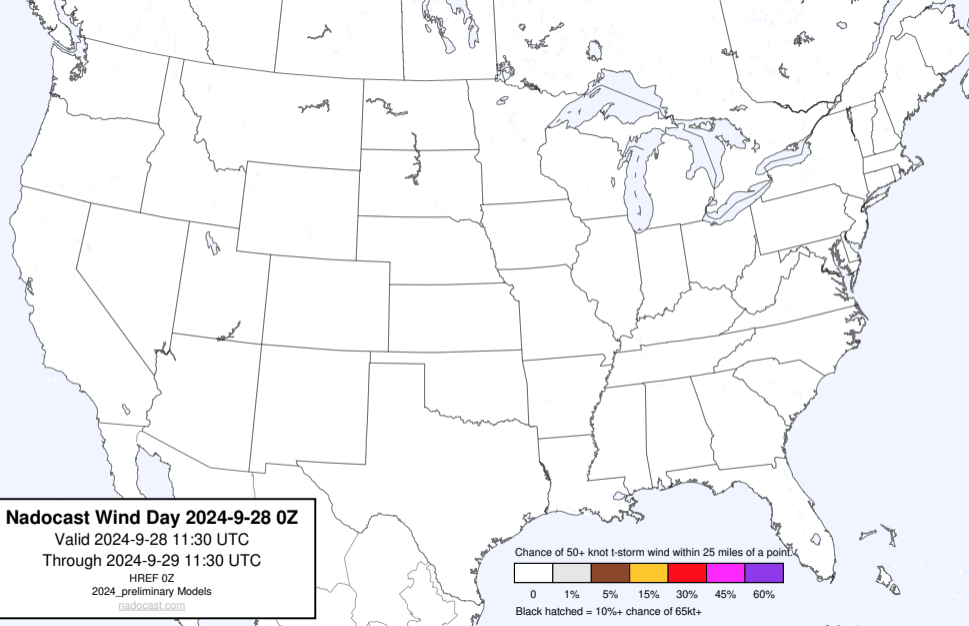 Nadocast Wind Day 2024-9-28 0Z
Valid 2024-9-28 11:30 UTC
Through 2024-9-29 11:30 UTC
HREF 0Z
2024_preliminary Models
nadocast.com
Chance of 50+ knot t-storm wind within 25 miles of a point.
0 1% 5% 15% 30% 45% 60%
Black hatched = 10%+ chance of 65kt+